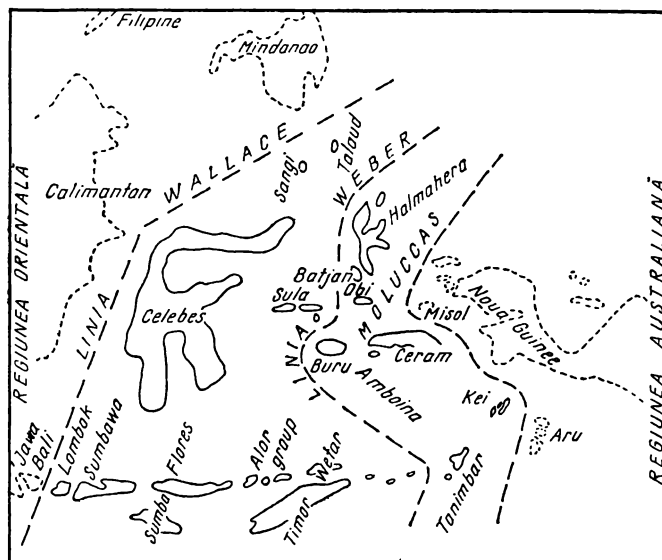 Filipine
Mindanao
REGIUNEA ORIENTALĂ
Calimantan
LINIA WALLACE
Sangi
Talaud
LINIA WEBER
Halmahera
MOLUCCAS
REGIUNEA AUSTRALIANĂ
Batjan
Obi
Sula
Celebes
Misol
Noua Guinee
Buru
Ceram
Amboina
Kei
Aru
Jawa
Bali
Lombok
Sumbawa
Flores
Alor
group
Wetar
Sumba
Timor
Tanimbar